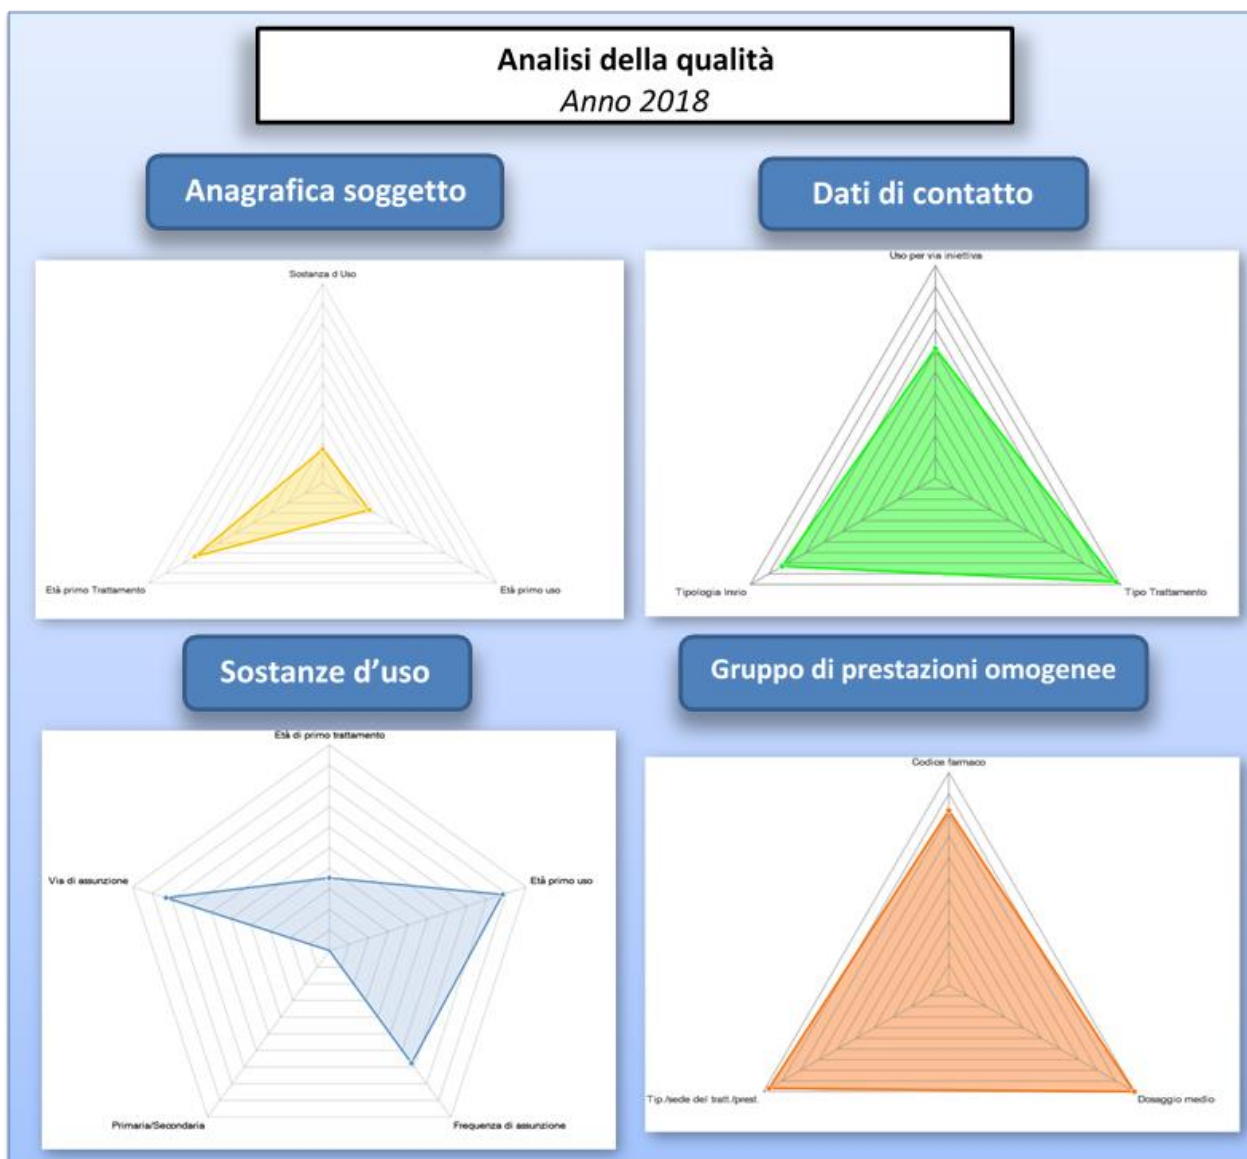 Analisi della qualità
Anno 2018
Anagrafica soggetto
Dati di contatto
Sostanza d Uso
Età primo Trattamento
Età primo uso
Uso per via iniettiva
Tipologia Invio
Tipo Trattamento
Sostanze d'uso
Gruppo di prestazioni omogenee
Età di primo trattamento
Via di assunzione
Età primo uso
Primaria/Secondaria
Frequenza di assunzione
Codice farmaco
Tip./sede del tratt./prest.
Dosaggio medio